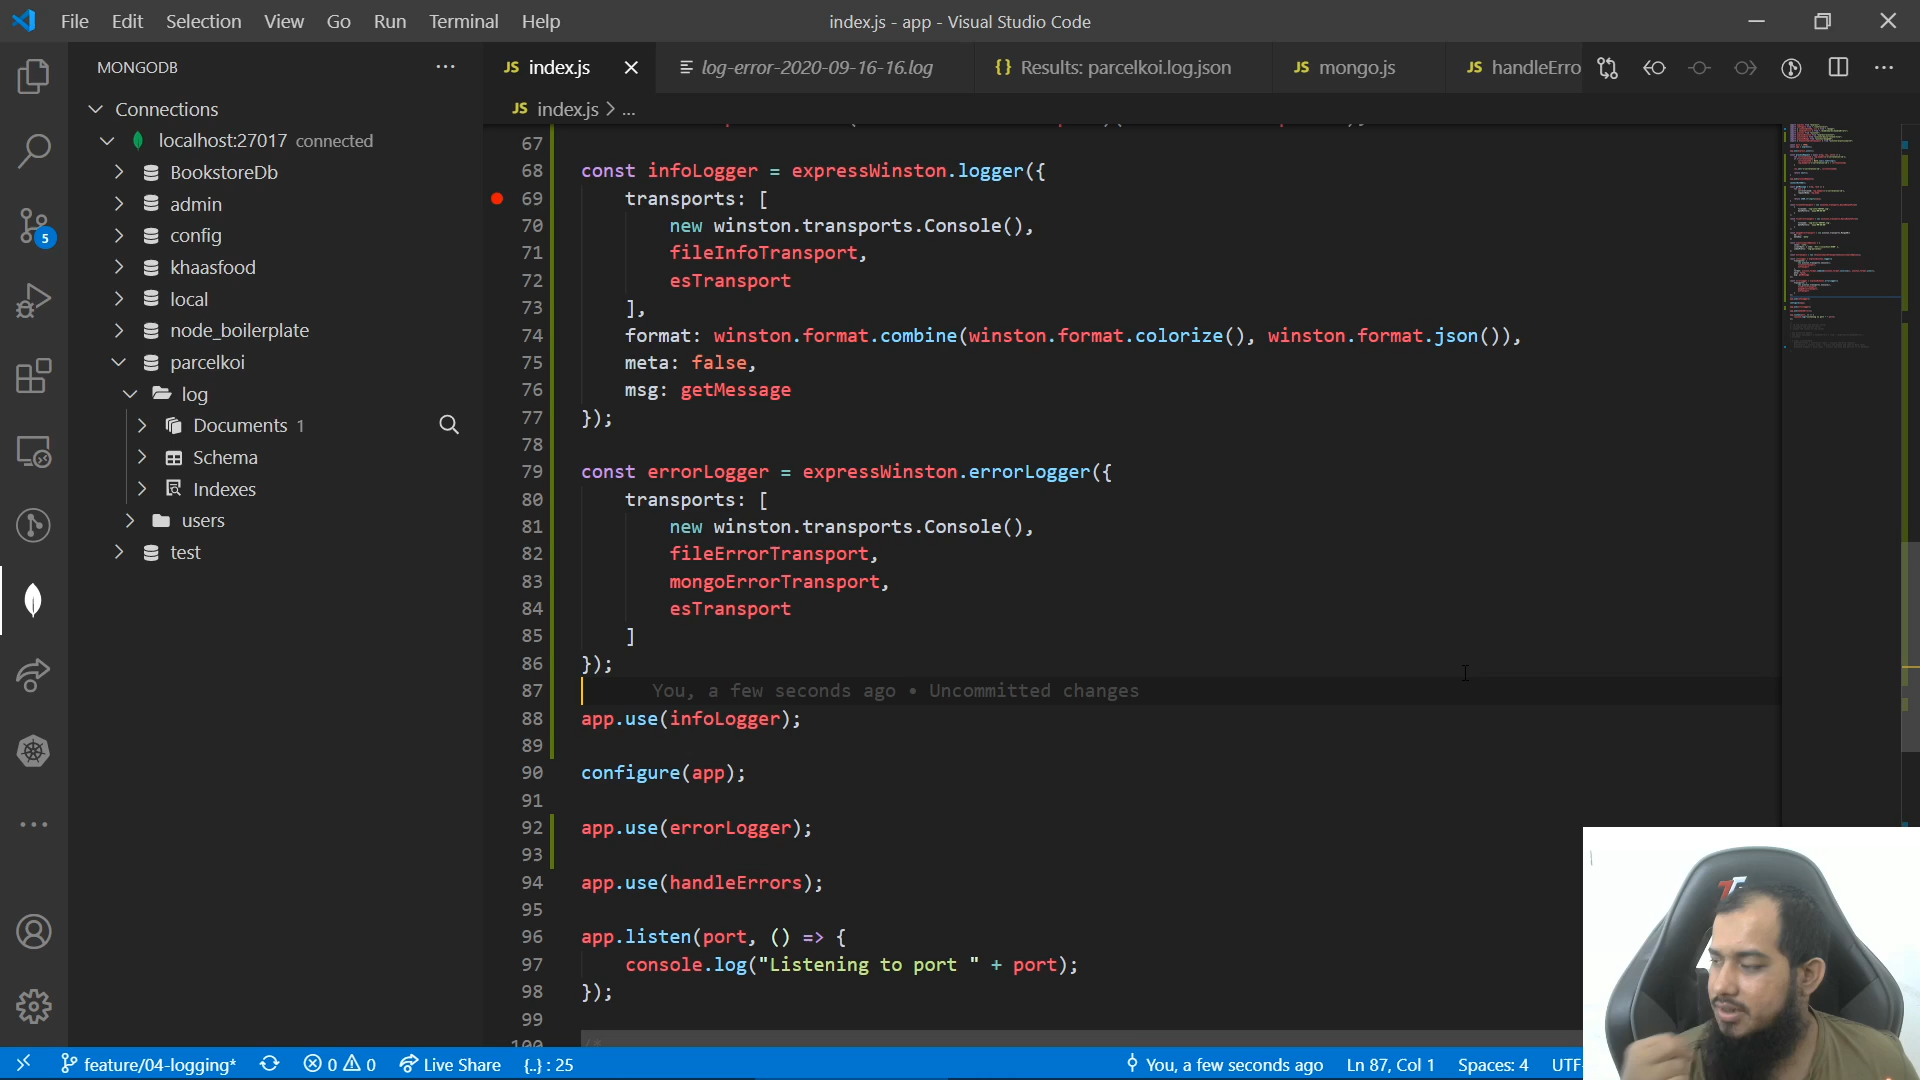 File Edit Selection View Go Run Terminal Help
index.js - app - Visual Studio Code
MONGODB
Connections
localhost:27017 connected
BookstoreDb
admin
config
khaasfood
local
node_boilerplate
parcelkoi
log
Documents 1
Schema
Indexes
users
test
5
JS index.js
log-error-2020-09-16-16.log
{} Results: parcelkoi.log.json
JS mongo.js
JS handleErro
JS index.js > ...
67
68 const infoLogger = expressWinston.logger({
69 transports: [
70 new winston.transports.Console(),
71 fileInfoTransport,
72 esTransport
73 ],
74 format: winston.format.combine(winston.format.colorize(), winston.format.json()),
75 meta: false,
76 msg: getMessage
77 });
78
79 const errorLogger = expressWinston.errorLogger({
80 transports: [
81 new winston.transports.Console(),
82 fileErrorTransport,
83 mongoErrorTransport,
84 esTransport
85 ]
86 });
87 You, a few seconds ago • Uncommitted changes
88 app.use(infoLogger);
89
90 configure(app);
91
92 app.use(errorLogger);
93
94 app.use(handleErrors);
95
96 app.listen(port, () => {
97 console.log("Listening to port " + port);
98 });
99
100 /*
feature/04-logging* 0 0 Live Share {..} : 25
You, a few seconds ago Ln 87, Col 1 Spaces: 4 UTF